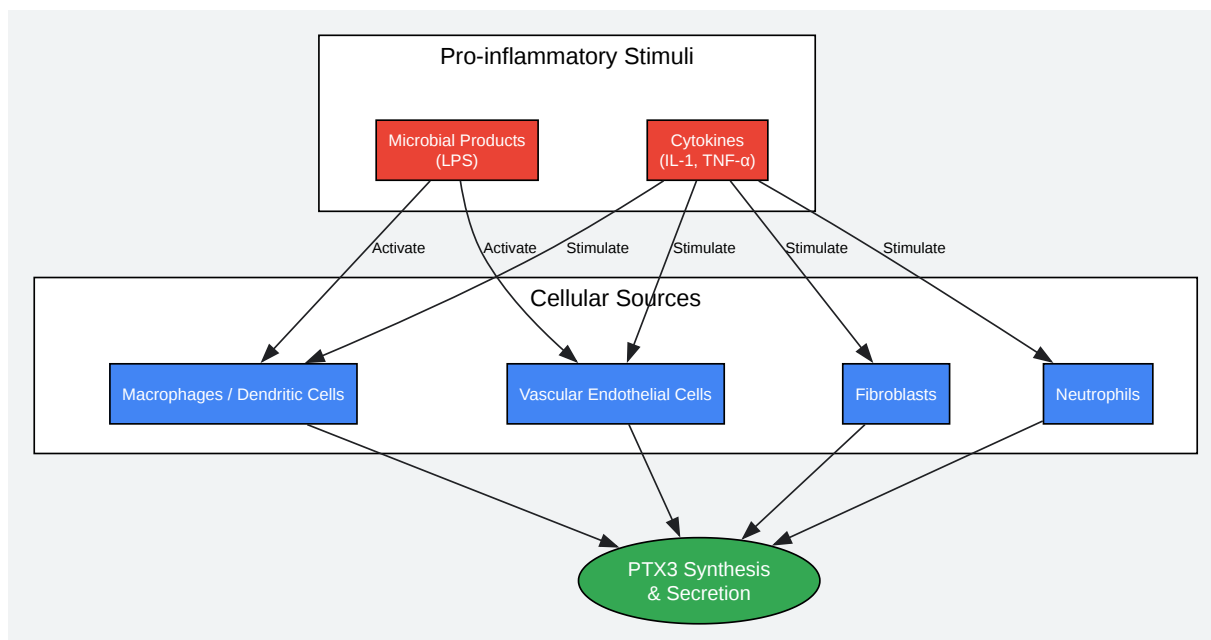 Pro-inflammatory Stimuli
Microbial Products
(LPS)
Cytokines
(IL-1, TNF-α)
Activate
Activate
Stimulate
Stimulate
Stimulate
Stimulate
Cellular Sources
Macrophages / Dendritic Cells
Vascular Endothelial Cells
Fibroblasts
Neutrophils
PTX3 Synthesis
& Secretion